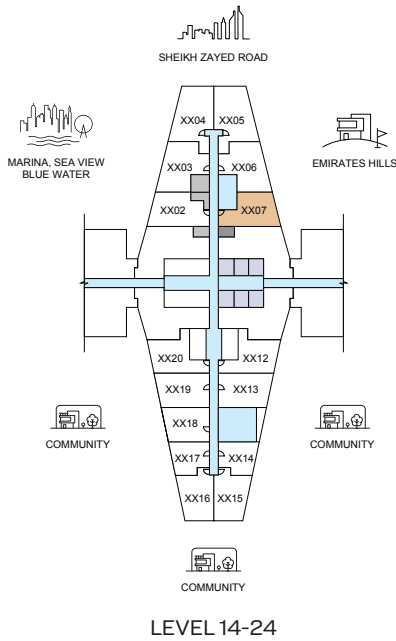 SHEIKH ZAYED ROAD
XX04 XX05
MARINA, SEA VIEW
BLUE WATER
EMIRATES HILLS
XX03 XX06
XX02 XX07
XX20 XX12
XX19 XX13
XX18
XX17 XX14
XX16 XX15
COMMUNITY
COMMUNITY
COMMUNITY
LEVEL 14-24